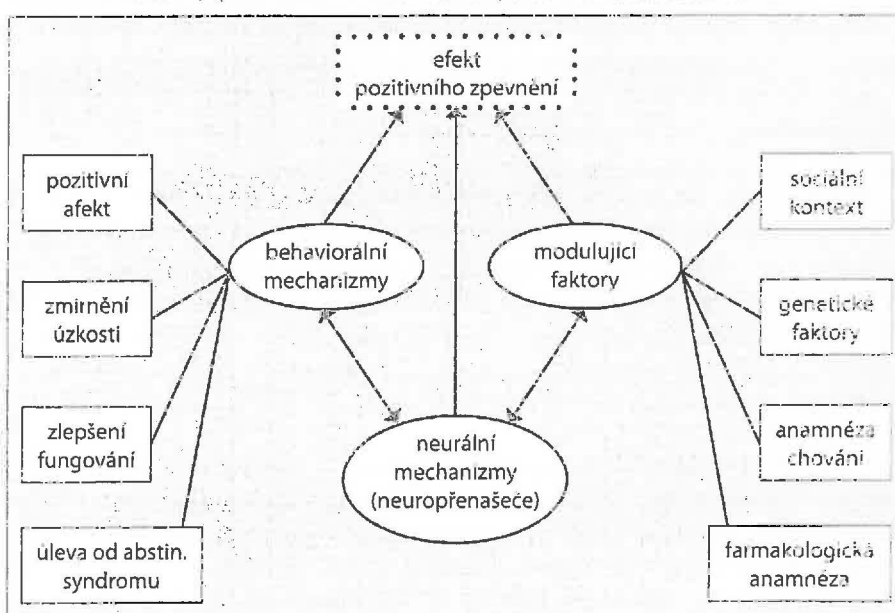 efekt
pozitivního zpevnění
pozitivní
afekt
sociální
kontext
behaviorální
mechanizmy
modulující
faktory
zmírnění
úzkosti
genetické
faktory
zlepšení
fungování
neurální
mechanizmy
(neuropřenašeče)
anamnéza
chování
úleva od abstin.
syndromu
farmakologická
anamnéza